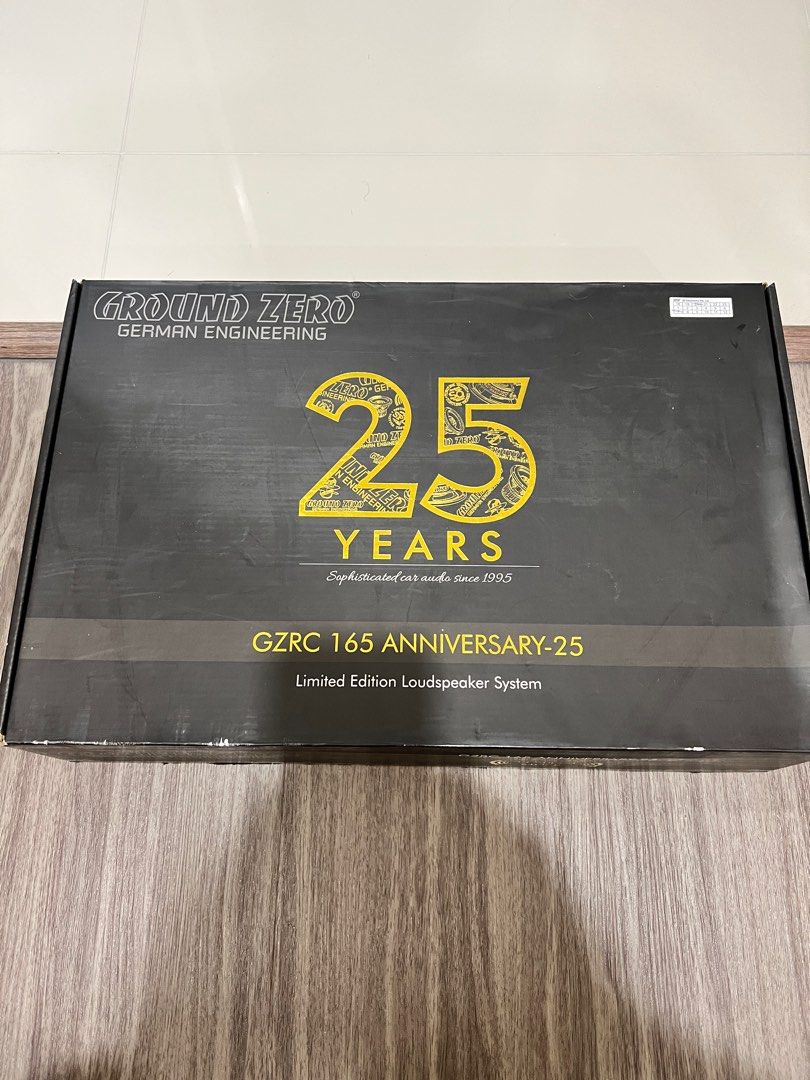 GROUND ZERO®
GERMAN ENGINEERING
25
YEARS
Sophisticated car audio since 1995
GZRC 165 ANNIVERSARY-25
Limited Edition Loudspeaker System